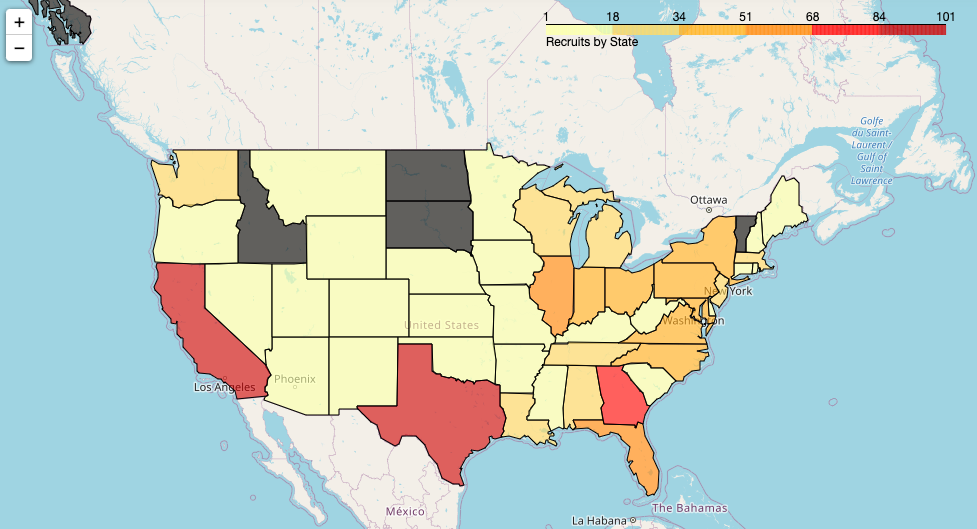 +
−
1 18 34 51 68 84 101
Recruits by State
Golfe
du Saint-
Laurent /
Gulf of
Saint
Lawrence
Ottawa
New York
United States
Washington
Phoenix
Los Angeles
México
The Bahamas
La Habana